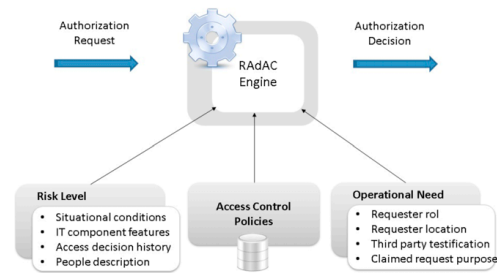 Authorization
Request
Authorization
Decision
RAdAC
Engine
Risk Level
• Situational conditions
• IT component features
• Access decision history
• People description
Access Control
Policies
Operational Need
• Requester rol
• Requester location
• Third party testification
• Claimed request purpose